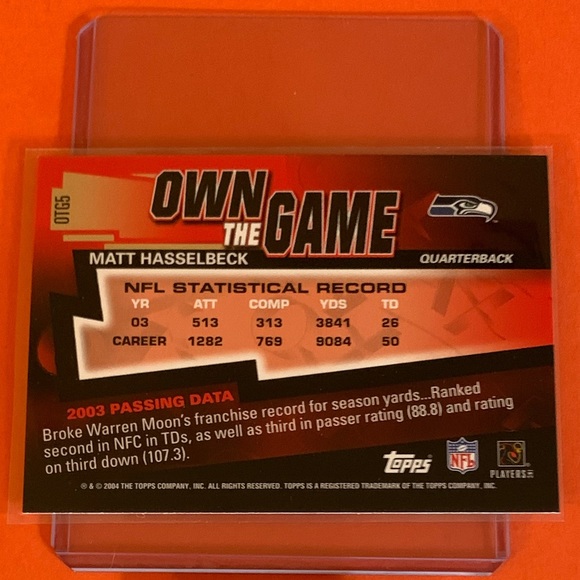 OTG5
OWN
THE GAME
MATT HASSELBECK
QUARTERBACK
NFL STATISTICAL RECORD
YR ATT COMP YDS TD
03 513 313 3841 26
CAREER 1282 769 9084 50
2003 PASSING DATA
Broke Warren Moon's franchise record for season yards...Ranked
second in NFC in TDs, as well as third in passer rating (88.8) and rating
on third down (107.3).
topps NFL PLAYERS INC
® & © 2004 THE TOPPS COMPANY, INC. ALL RIGHTS RESERVED. TOPPS IS A REGISTERED TRADEMARK OF THE TOPPS COMPANY, INC.